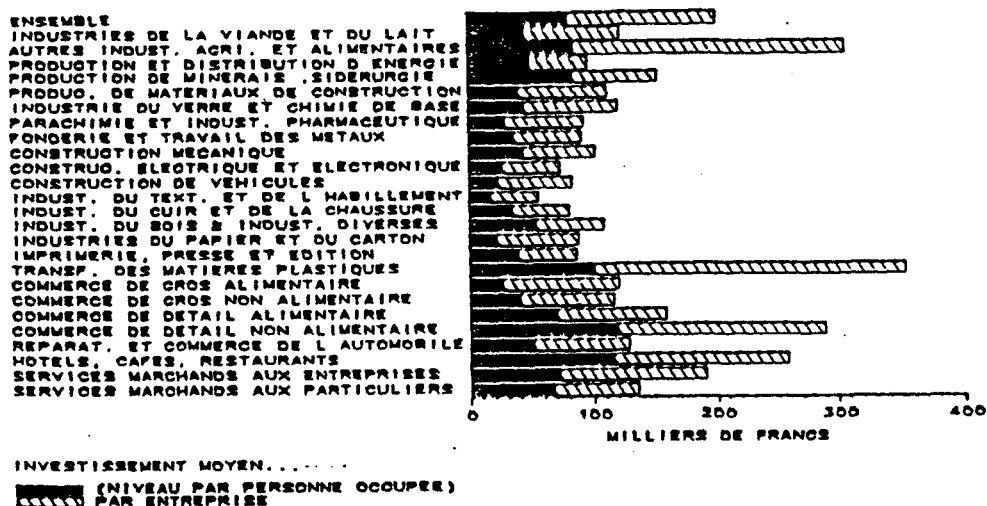 ENSEMBLE
INDUSTRIES DE LA VIANDE ET DU LAIT
AUTRES INDUST. AGRI. ET ALIMENTAIRES
PRODUCTION ET DISTRIBUTION D ENERGIE
PRODUCTION DE MINERAIS ,SIDERURGIE
PRODUC. DE MATERIAUX DE CONSTRUCTION
INDUSTRIE DU VERRE ET CHIMIE DE BASE
PARACHIMIE ET INDUST. PHARMACEUTIQUE
FONDERIE ET TRAVAIL DES METAUX
CONSTRUCTION MECANIQUE
CONSTRUC. ELECTRIQUE ET ELECTRONIQUE
CONSTRUCTION DE VEHICULES
INDUST. DU TEXT. ET DE L HABILLEMENT
INDUST. DU CUIR ET DE LA CHAUSSURE
INDUST. DU BOIS & INDUST. DIVERSES
INDUSTRIES DU PAPIER ET DU CARTON
IMPRIMERIE, PRESSE ET EDITION
TRANSF. DES MATIERES PLASTIQUES
COMMERCE DE GROS ALIMENTAIRE
COMMERCE DE GROS NON ALIMENTAIRE
COMMERCE DE DETAIL ALIMENTAIRE
COMMERCE DE DETAIL NON ALIMENTAIRE
REPARAT. ET COMMERCE DE L AUTOMOBILE
HOTELS, CAFES, RESTAURANTS
SERVICES MARCHANDS AUX ENTREPRISES
SERVICES MARCHANDS AUX PARTICULIERS
0 100 200 300 400
MILLIERS DE FRANCS
INVESTISSEMENT MOYEN.......
(NIVEAU PAR PERSONNE OCCUPEE)
PAR ENTREPRISE